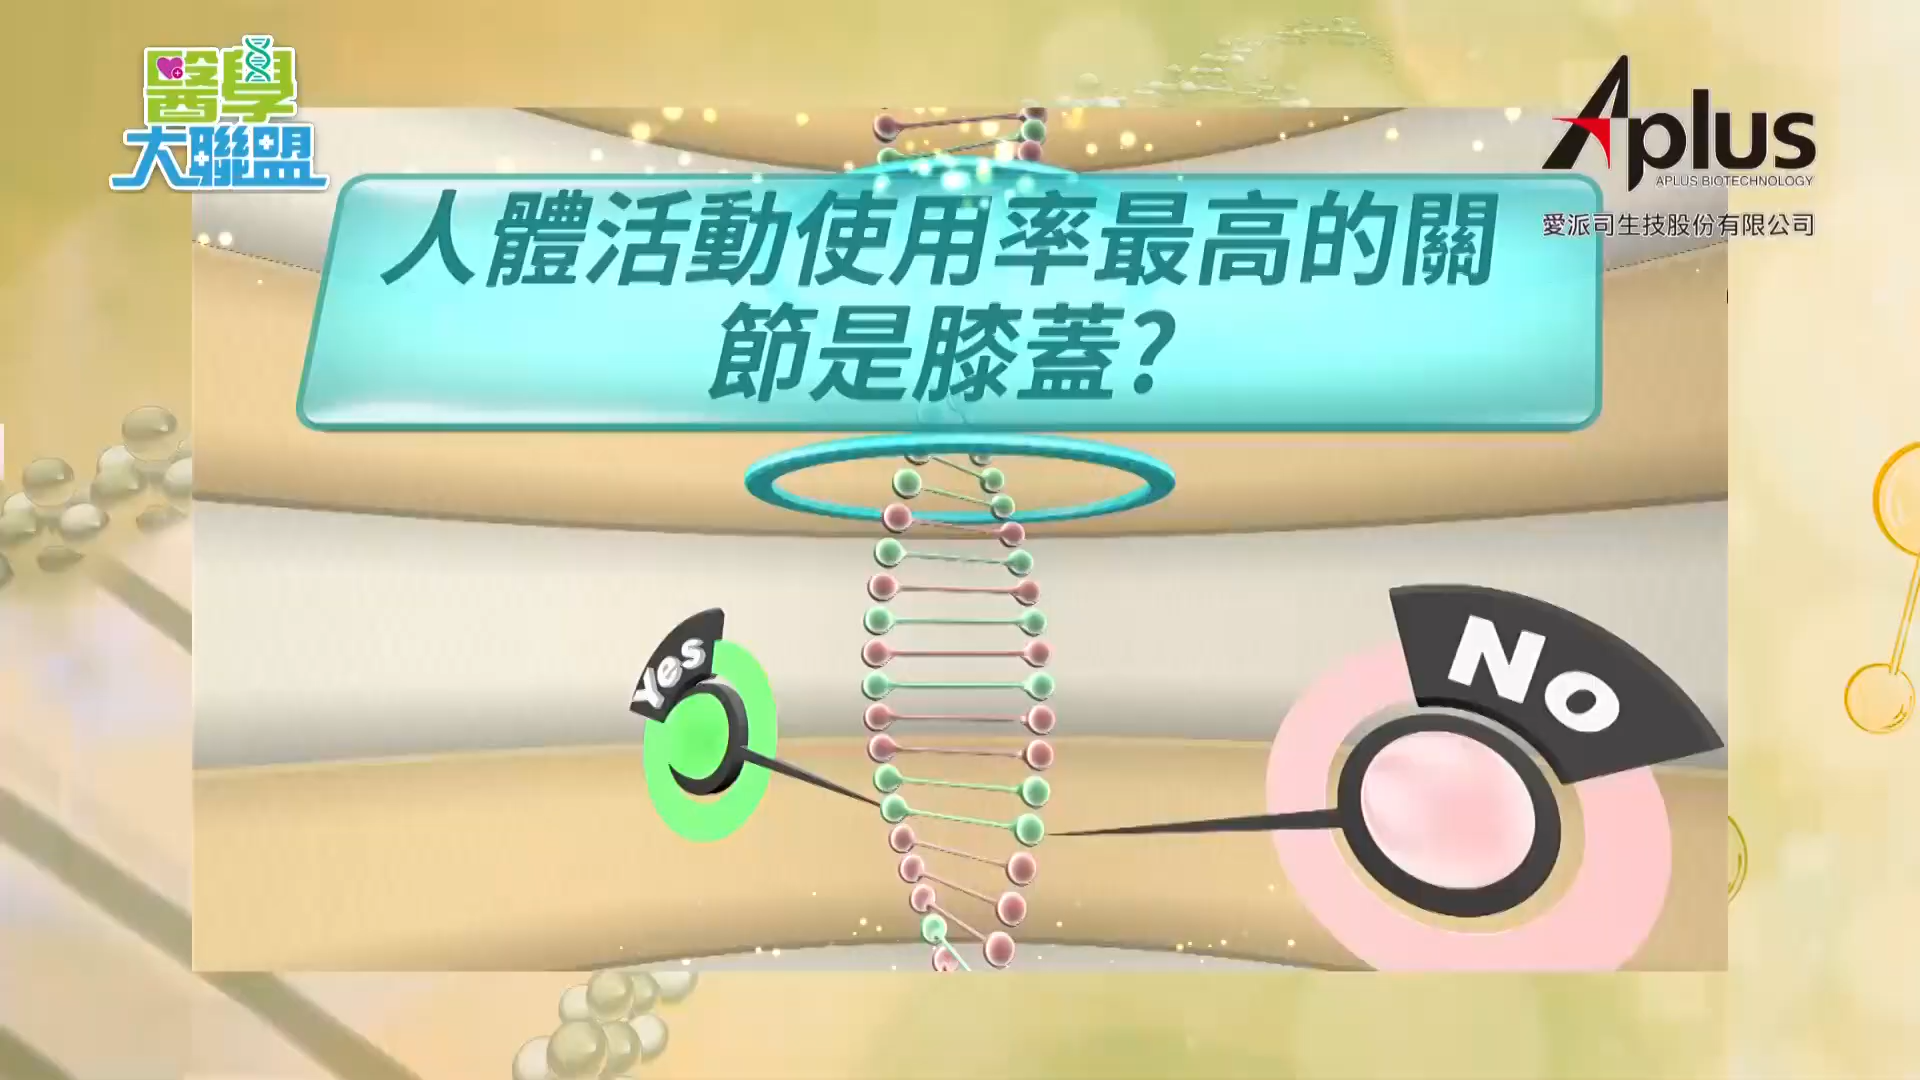 醫學
大聯盟
Aplus
APLUS BIOTECHNOLOGY
愛派司生技股份有限公司
人體活動使用率最高的關
節是膝蓋?
Yes
No